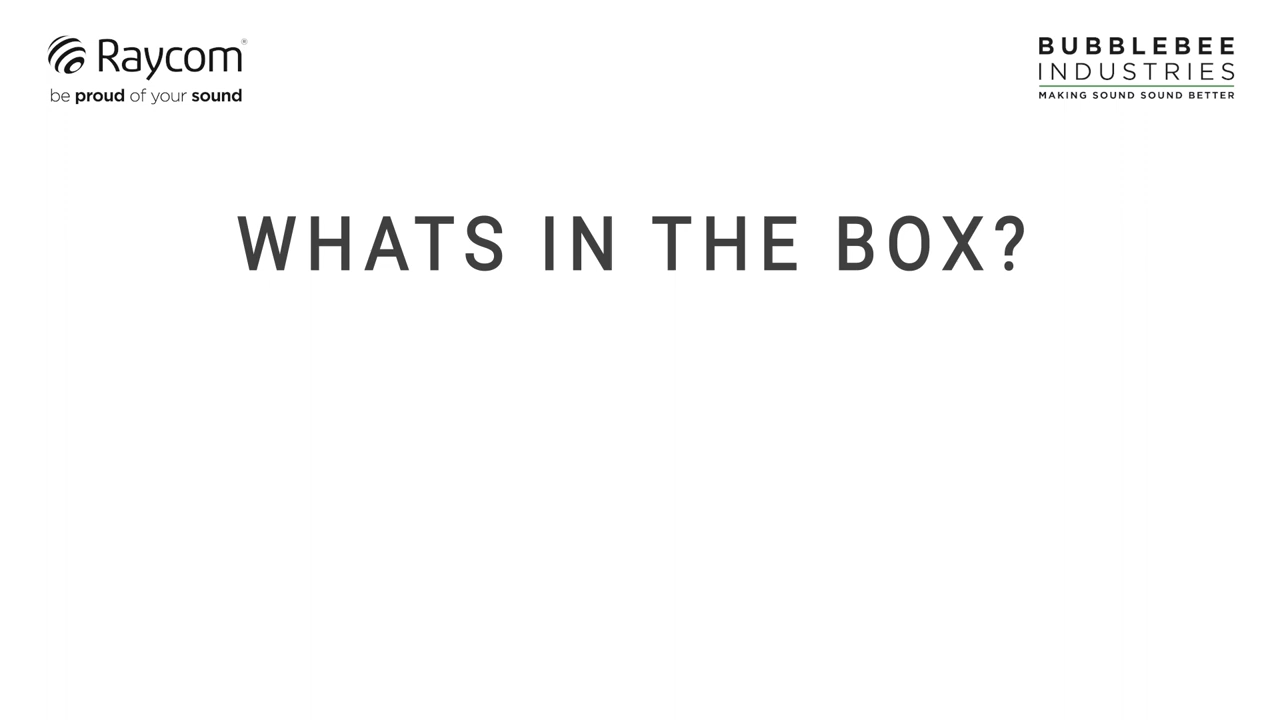 Raycom®
be proud of your sound
BUBBLEBEE
INDUSTRIES
MAKING SOUND SOUND BETTER
WHATS IN THE BOX?